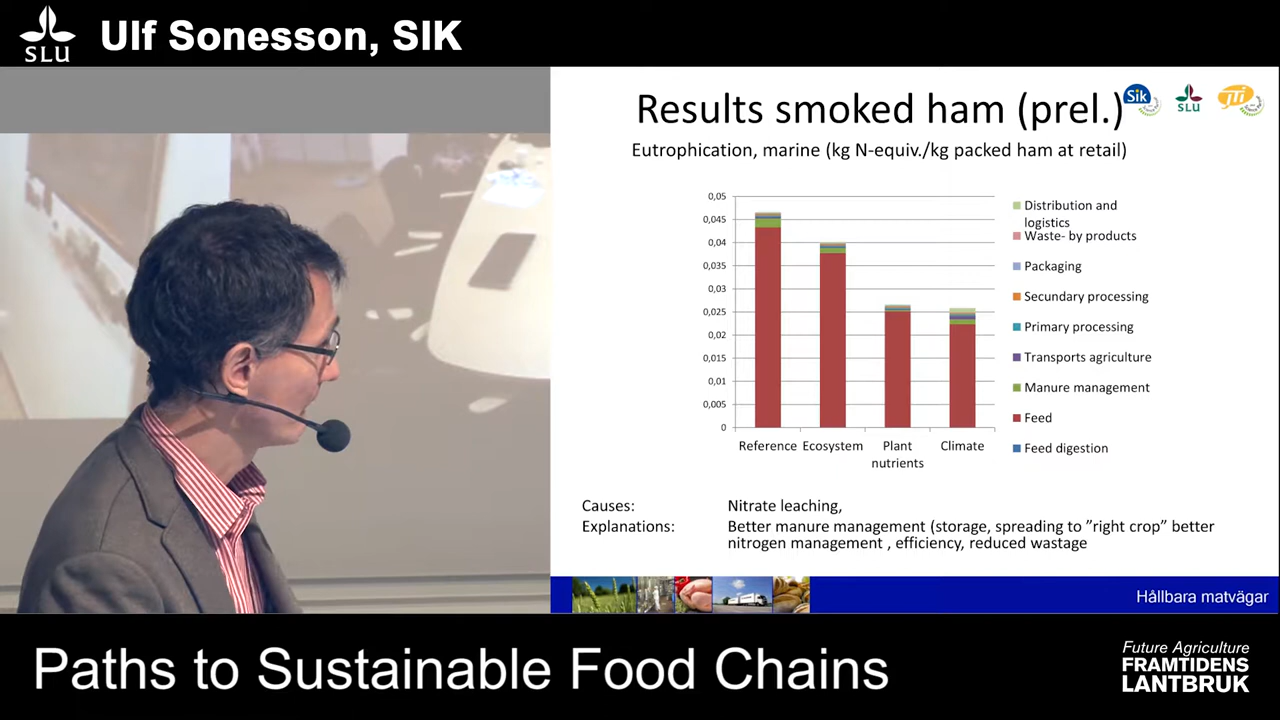 SLU
Ulf Sonesson, SIK
Results smoked ham (prel.)
Sik
SLU
JTI
Eutrophication, marine (kg N-equiv./kg packed ham at retail)
0,05
0,045
0,04
0,035
0,03
0,025
0,02
0,015
0,01
0,005
0
Reference
Ecosystem
Plant
nutrients
Climate
Distribution and
logistics
Waste- by products
Packaging
Secundary processing
Primary processing
Transports agriculture
Manure management
Feed
Feed digestion
Causes: Nitrate leaching,
Explanations: Better manure management (storage, spreading to ”right crop” better
nitrogen management , efficiency, reduced wastage
Hållbara matvägar
Paths to Sustainable Food Chains
Future Agriculture
FRAMTIDENS
LANTBRUK